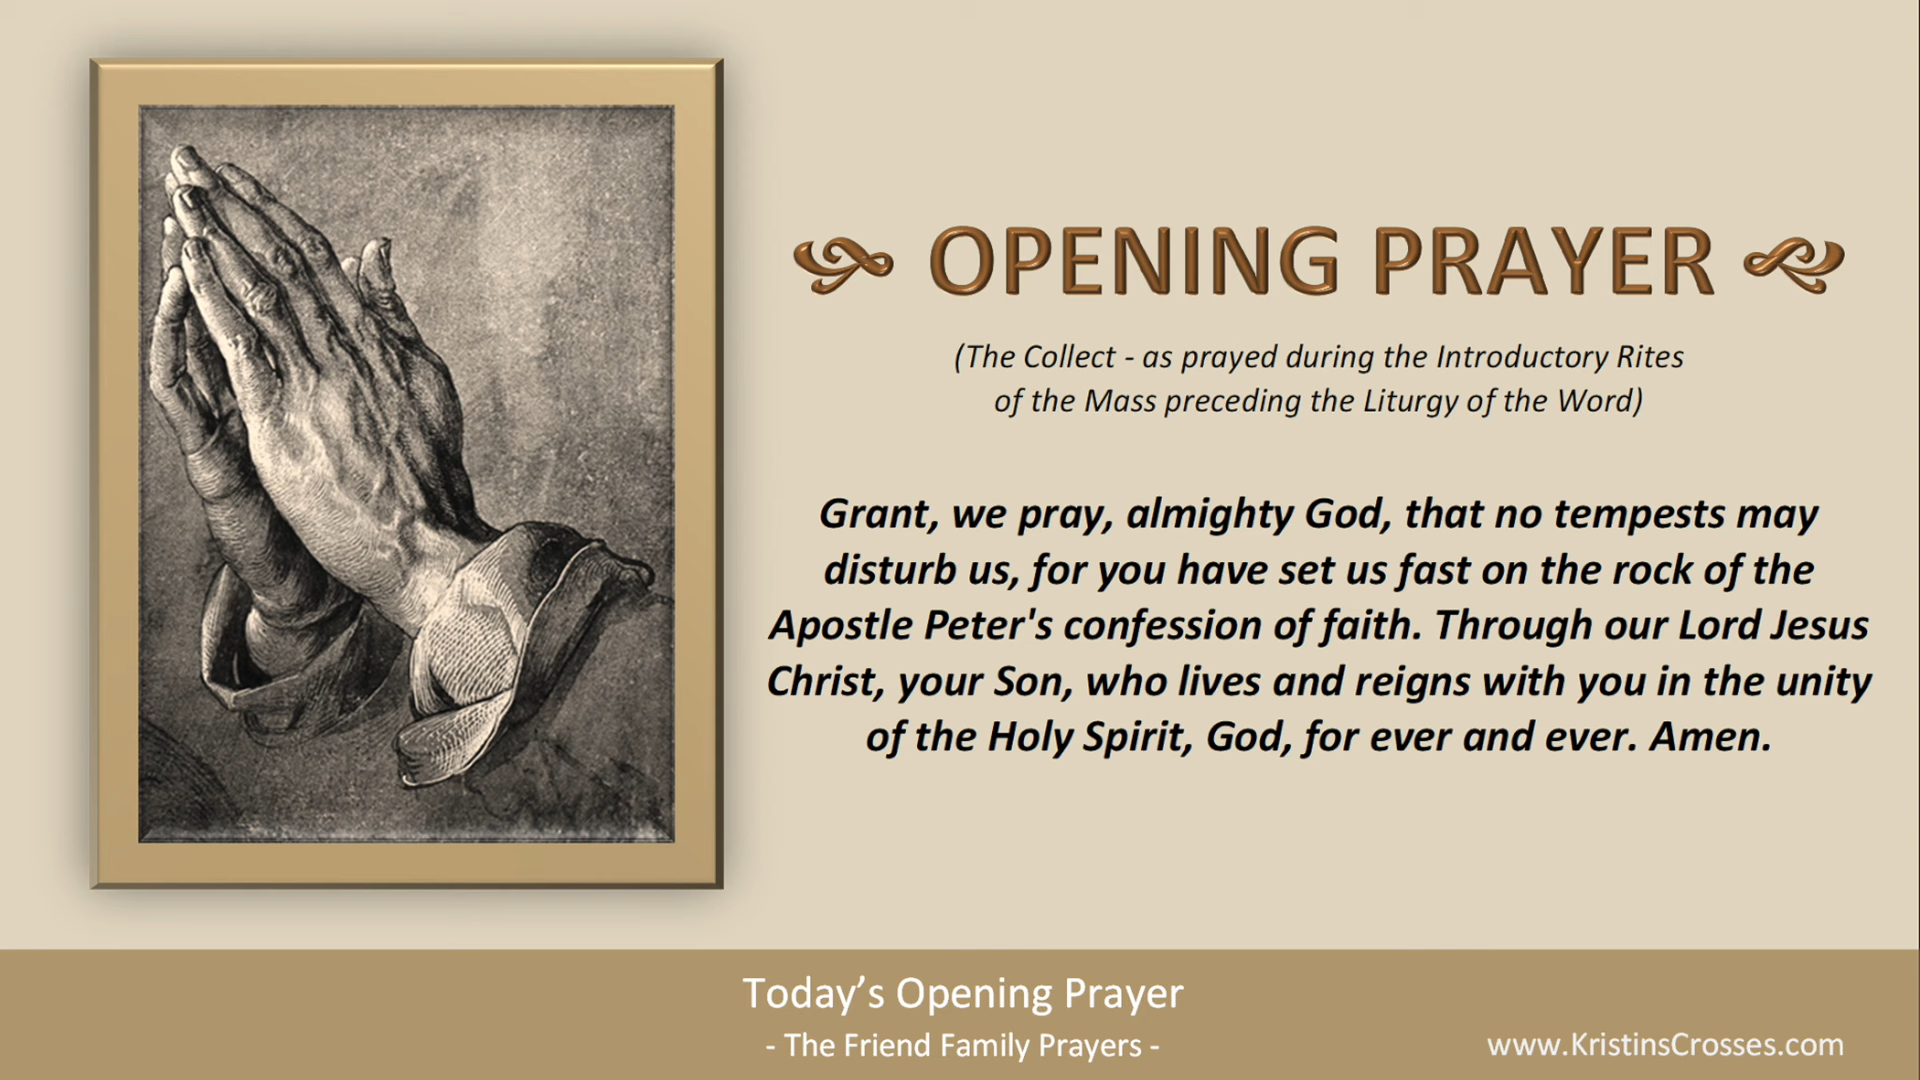 OPENING PRAYER
(The Collect - as prayed during the Introductory Rites
of the Mass preceding the Liturgy of the Word)
Grant, we pray, almighty God, that no tempests may
disturb us, for you have set us fast on the rock of the
Apostle Peter's confession of faith. Through our Lord Jesus
Christ, your Son, who lives and reigns with you in the unity
of the Holy Spirit, God, for ever and ever. Amen.
Today’s Opening Prayer
- The Friend Family Prayers -
www.KristinsCrosses.com